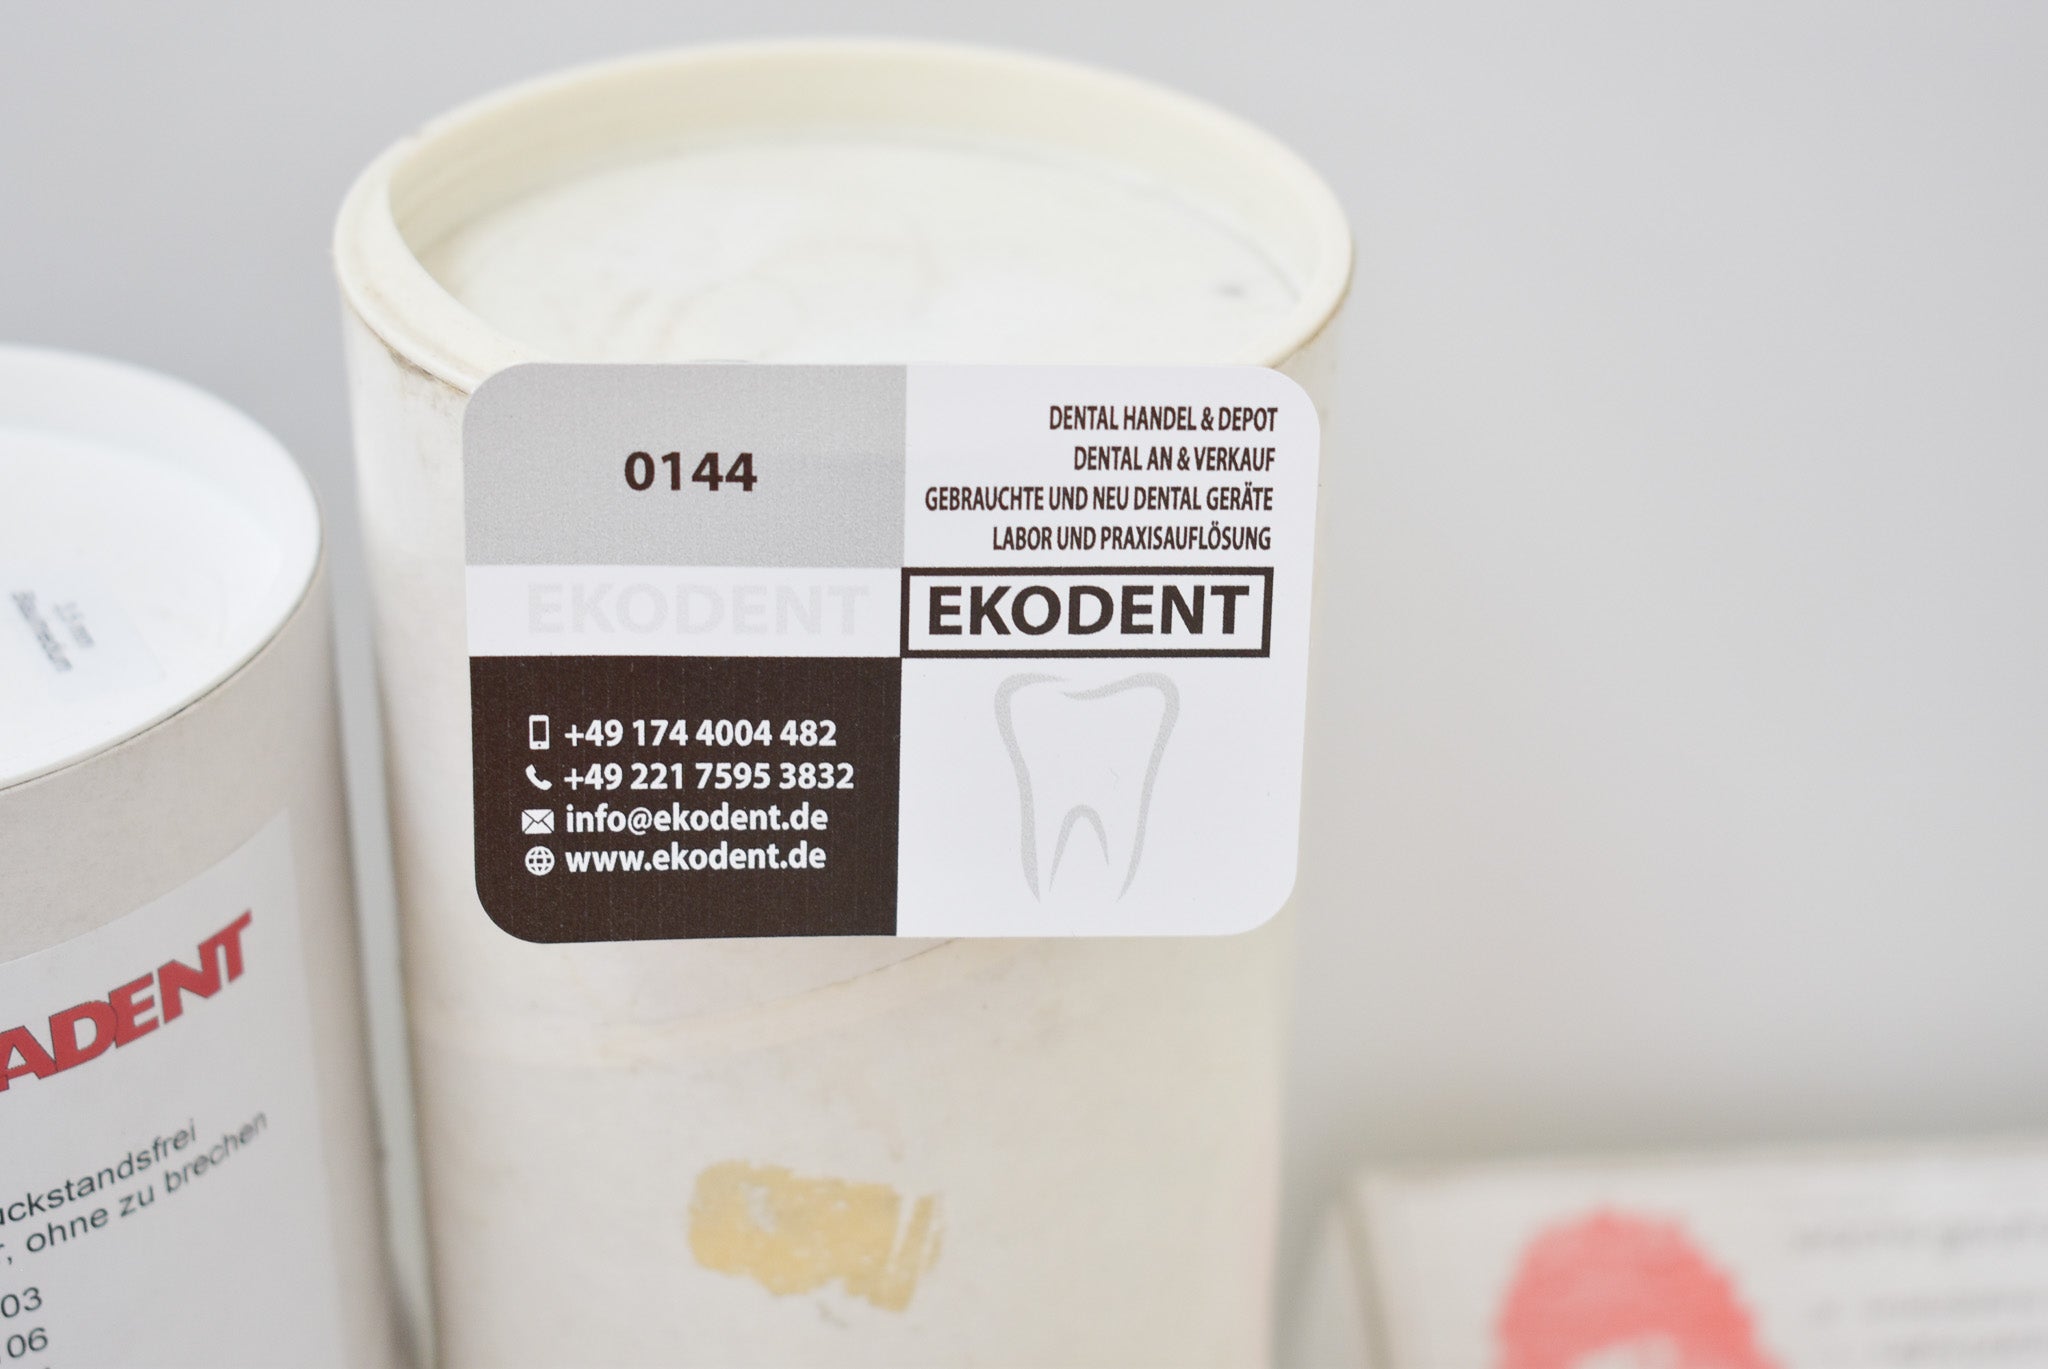 0144
DENTAL HANDEL & DEPOT
DENTAL AN & VERKAUF
GEBRAUCHTE UND NEU DENTAL GERÄTE
LABOR UND PRAXISAUFLÖSUNG
EKODENT
EKODENT
+49 174 4004 482
+49 221 7595 3832
info@ekodent.de
www.ekodent.de
ADENT
uckstandsfrei
r, ohne zu brechen
03
06